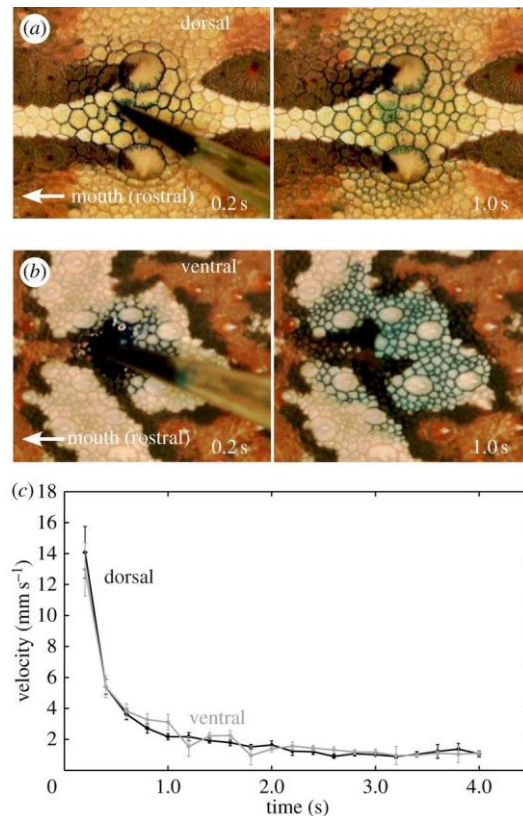 (a)
dorsal
mouth (rostral)
0.2 s
1.0 s
(b)
ventral
mouth (rostral)
0.2 s
1.0 s
(c)
18
16
14
12
10
8
6
4
2
0
velocity (mm s⁻¹)
dorsal
ventral
1.0
2.0
3.0
4.0
time (s)